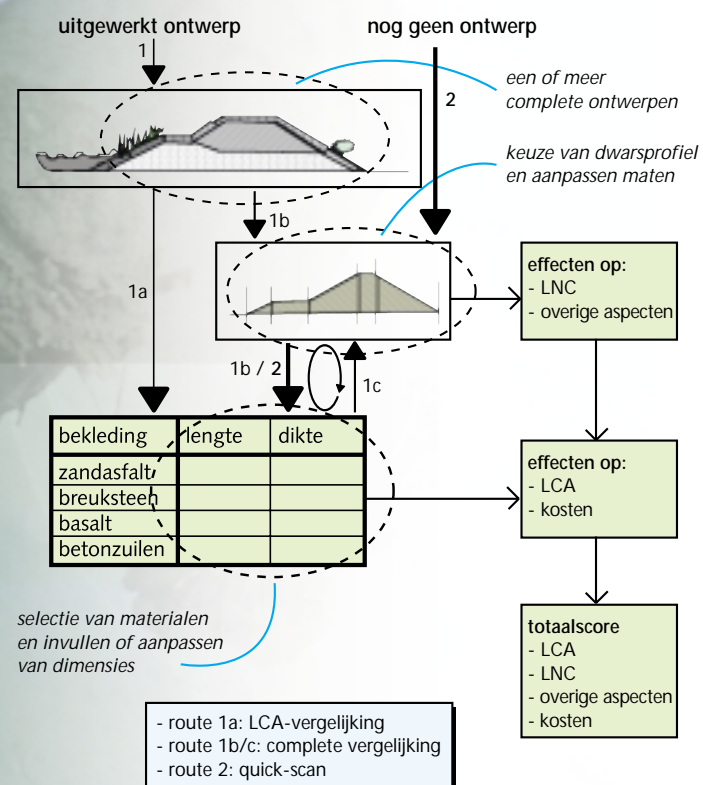 uitgewerkt ontwerp
nog geen ontwerp
1
2
een of meer
complete ontwerpen
keuze van dwarsprofiel
en aanpassen maten
1b
1a
effecten op:
- LNC
- overige aspecten
1b / 2
1c
bekleding lengte dikte
zandasfalt
breuksteen
basalt
betonzuilen
effecten op:
- LCA
- kosten
selectie van materialen
en invullen of aanpassen
van dimensies
totaalscore
- LCA
- LNC
- overige aspecten
- kosten
- route 1a: LCA-vergelijking
- route 1b/c: complete vergelijking
- route 2: quick-scan